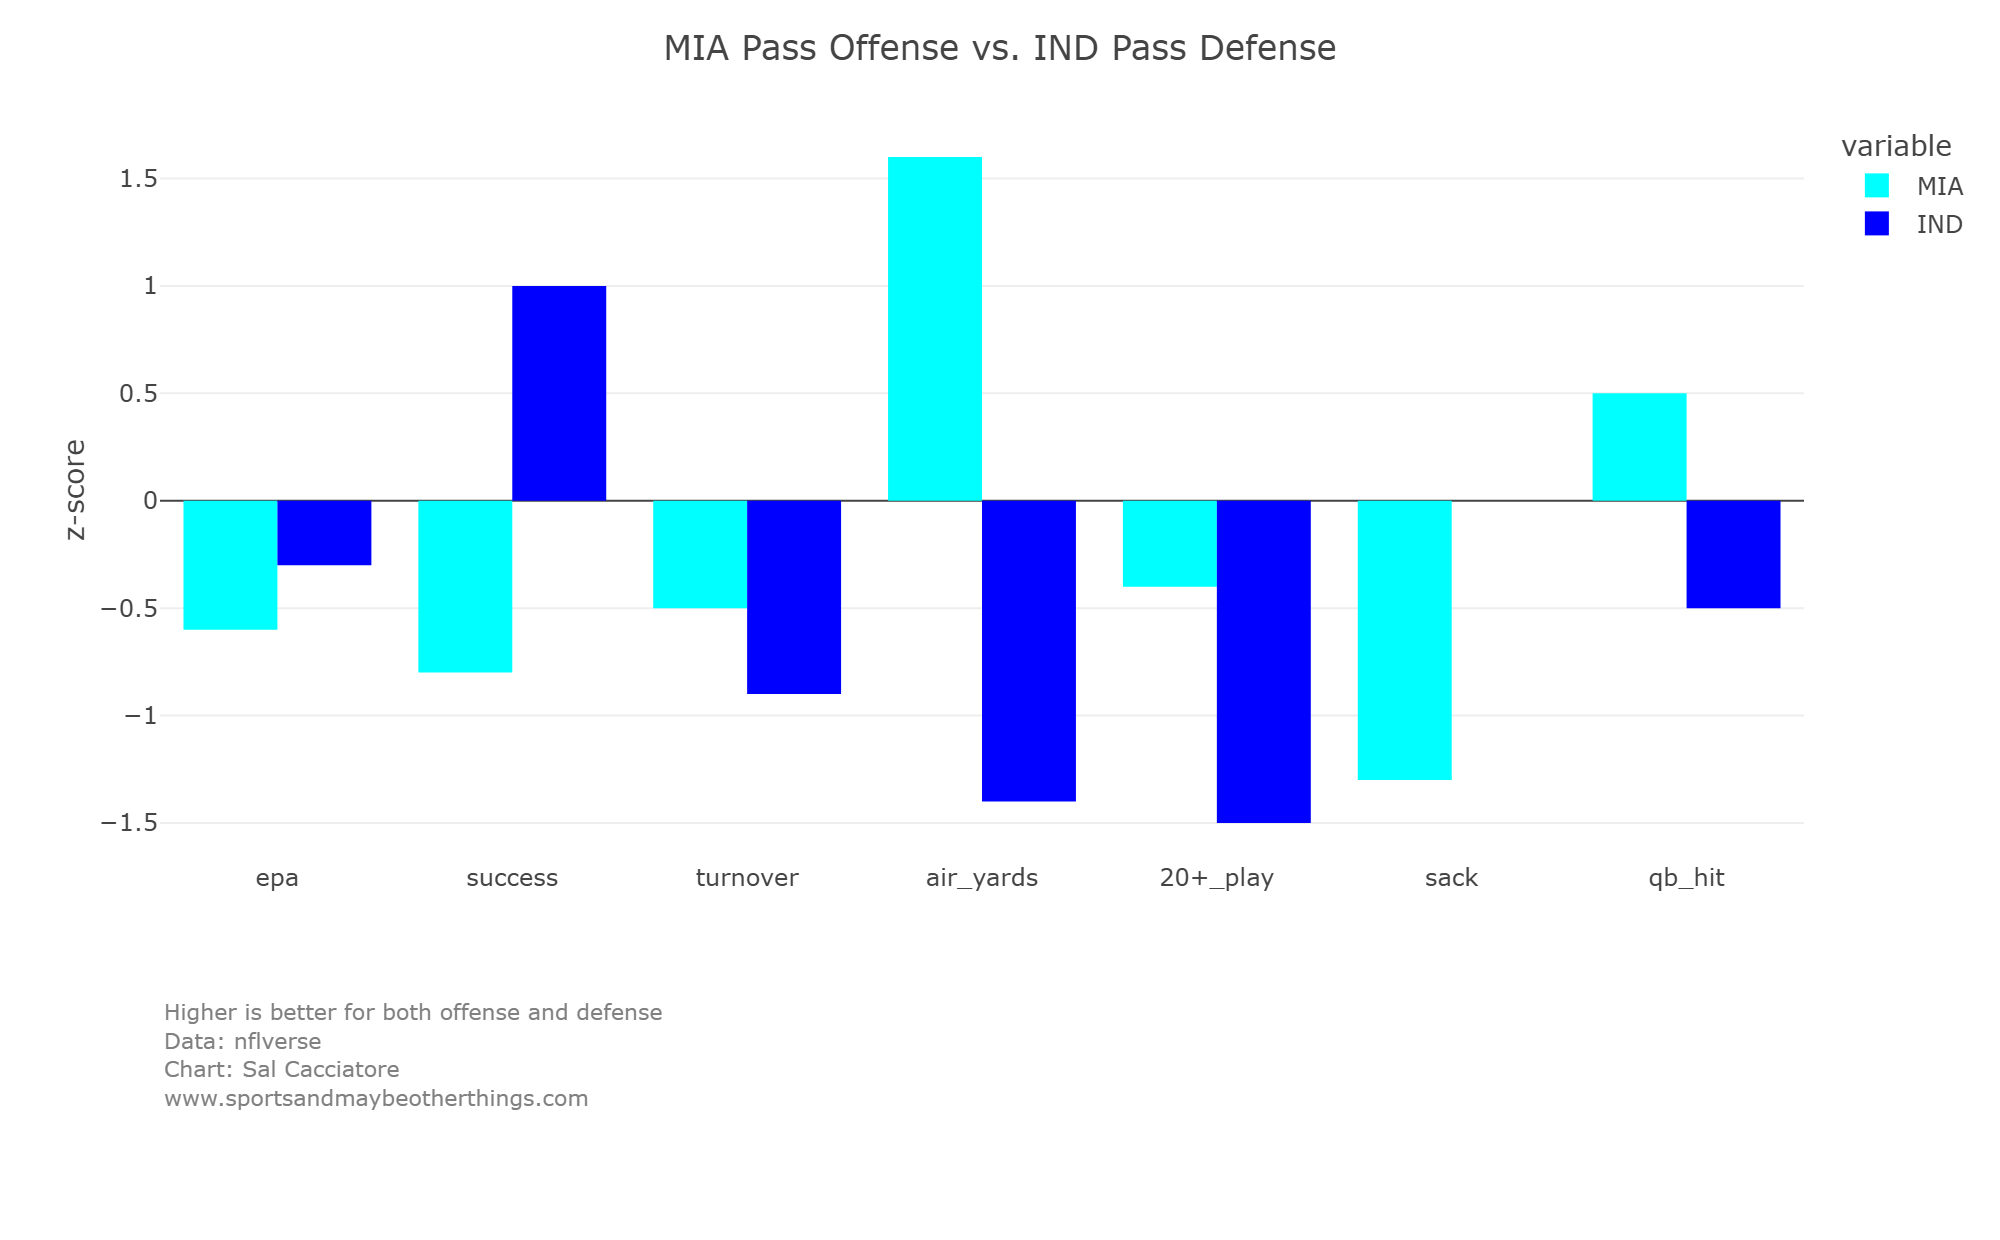 MIA Pass Offense vs. IND Pass Defense
variable
MIA
IND
z-score
1.5
1
0.5
0
−0.5
−1
−1.5
epa
success
turnover
air_yards
20+_play
sack
qb_hit
Higher is better for both offense and defense
Data: nflverse
Chart: Sal Cacciatore
www.sportsandmaybeotherthings.com